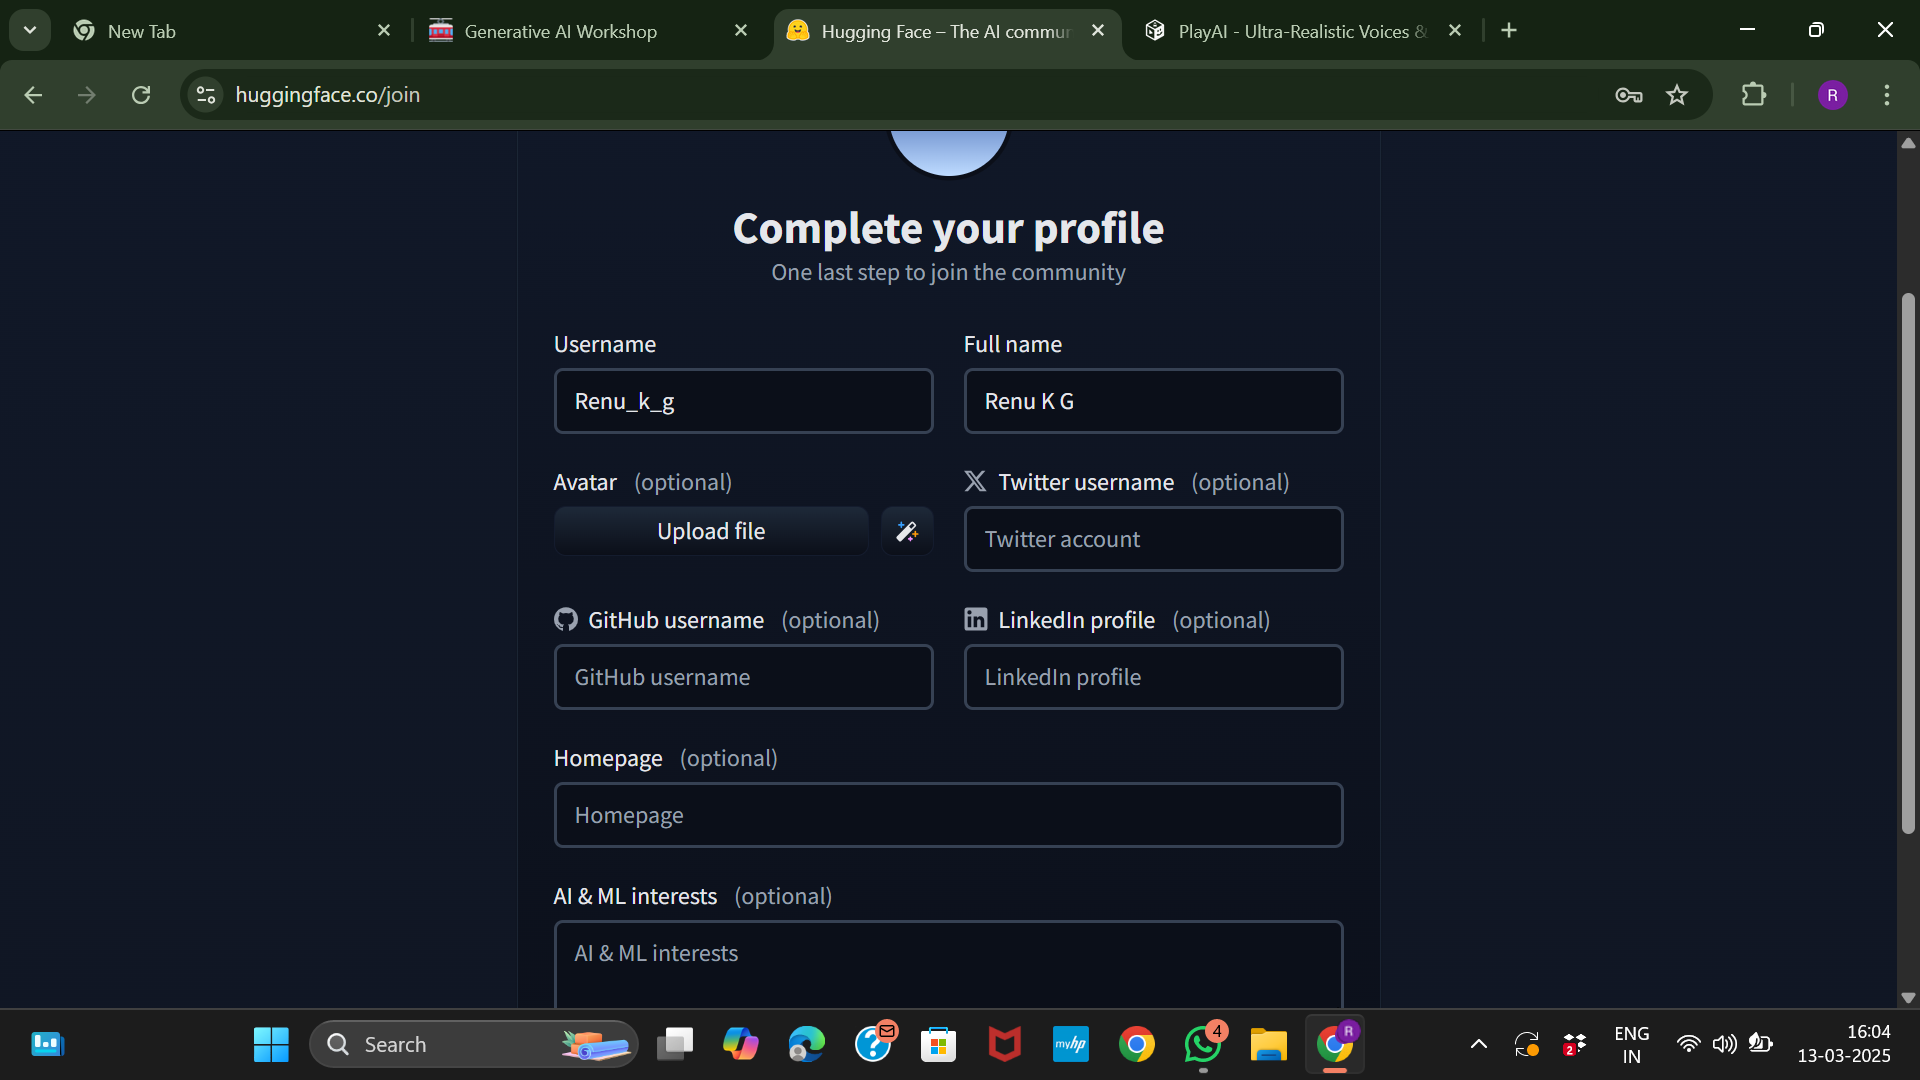 New Tab
Generative AI Workshop
Hugging Face – The AI commu
PlayAI - Ultra-Realistic Voices &
huggingface.co/join
R
Complete your profile
One last step to join the community
Username
Full name
Renu_k_g
Renu K G
Avatar (optional)
Twitter username (optional)
Upload file
Twitter account
GitHub username (optional)
LinkedIn profile (optional)
GitHub username
LinkedIn profile
Homepage (optional)
Homepage
AI & ML interests (optional)
AI & ML interests
Search
myhp
4
R
2
ENG
IN
16:04
13-03-2025